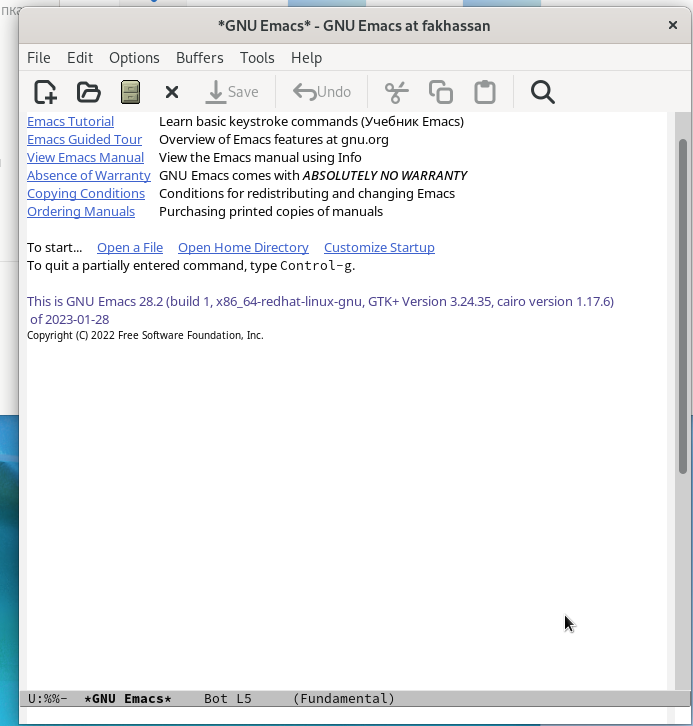 пка
*GNU Emacs* - GNU Emacs at fakhassan
File Edit Options Buffers Tools Help
Save Undo
Emacs Tutorial Learn basic keystroke commands (Учебник Emacs)
Emacs Guided Tour Overview of Emacs features at gnu.org
View Emacs Manual View the Emacs manual using Info
Absence of Warranty GNU Emacs comes with ABSOLUTELY NO WARRANTY
Copying Conditions Conditions for redistributing and changing Emacs
Ordering Manuals Purchasing printed copies of manuals
To start... Open a File Open Home Directory Customize Startup
To quit a partially entered command, type Control-g.
This is GNU Emacs 28.2 (build 1, x86_64-redhat-linux-gnu, GTK+ Version 3.24.35, cairo version 1.17.6)
of 2023-01-28
Copyright (C) 2022 Free Software Foundation, Inc.
U:%%- *GNU Emacs* Bot L5 (Fundamental)